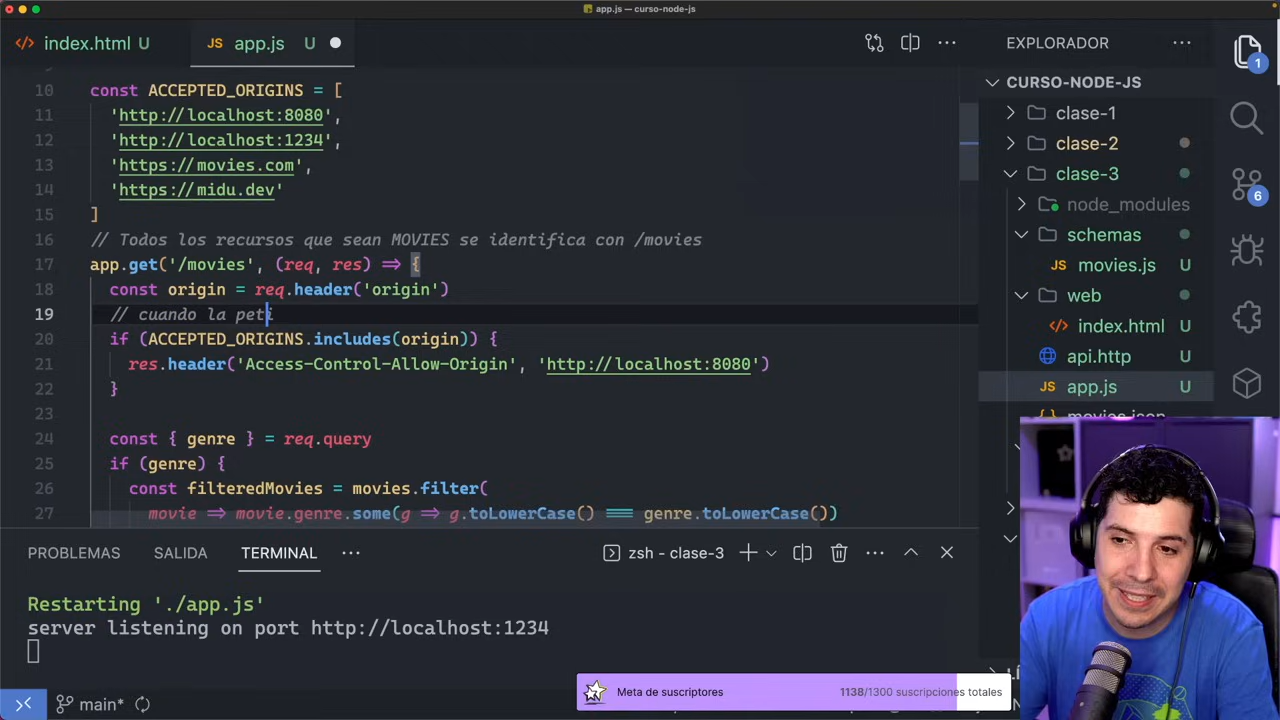 app.js — curso-node-js
index.html U
JS app.js U
EXPLORADOR
1
CURSO-NODE-JS
10 const ACCEPTED_ORIGINS = [
11 'http://localhost:8080',
12 'http://localhost:1234',
13 'https://movies.com',
14 'https://midu.dev'
15 ]
16 // Todos los recursos que sean MOVIES se identifica con /movies
17 app.get('/movies', (req, res) => {
18 const origin = req.header('origin')
19 // cuando la peti
20 if (ACCEPTED_ORIGINS.includes(origin)) {
21 res.header('Access-Control-Allow-Origin', 'http://localhost:8080')
22 }
23
24 const { genre } = req.query
25 if (genre) {
26 const filteredMovies = movies.filter(
27 movie => movie.genre.some(g => g.toLowerCase() === genre.toLowerCase())
clase-1
clase-2
clase-3
node_modules
schemas
JS movies.js U
web
index.html U
api.http U
JS app.js U
movies.json
6
PROBLEMAS SALIDA TERMINAL
zsh - clase-3
Restarting './app.js'
server listening on port http://localhost:1234
main*
Meta de suscriptores 1138/1300 suscripciones totales